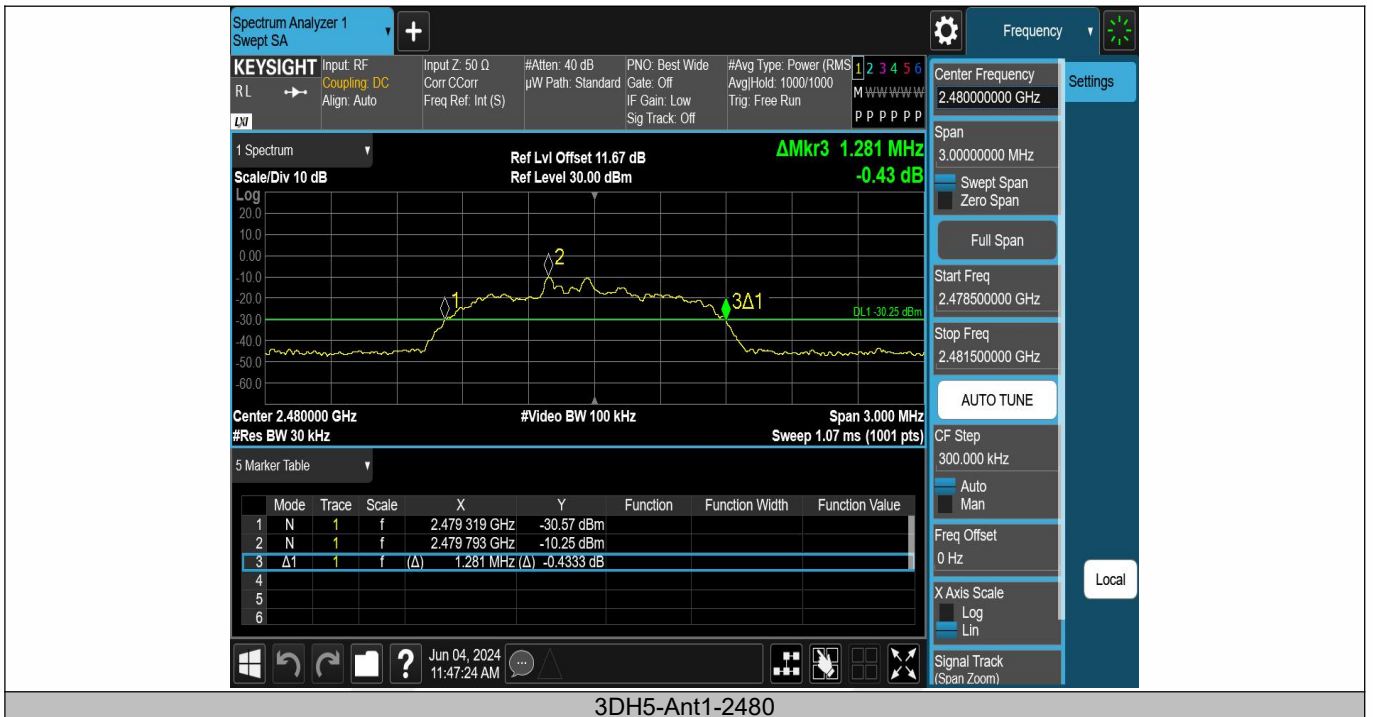 Spectrum Analyzer 1
Swept SA
+
Frequency
KEYSIGHT
RL
LXI
Input: RF
Coupling: DC
Align: Auto
Input Z: 50 Ω
Corr CCorr
Freq Ref: Int (S)
#Atten: 40 dB
µW Path: Standard
PNO: Best Wide
Gate: Off
IF Gain: Low
Sig Track: Off
#Avg Type: Power (RMS
Avg|Hold: 1000/1000
Trig: Free Run
1 2 3 4 5 6
M W W W W W
P P P P P P
1 Spectrum
Scale/Div 10 dB
Ref Lvl Offset 11.67 dB
Ref Level 30.00 dBm
ΔMkr3 1.281 MHz
-0.43 dB
Log
20.0
10.0
0.00
-10.0
-20.0
-30.0
-40.0
-50.0
-60.0
2
1
3Δ1
DL1 -30.25 dBm
Center 2.480000 GHz
#Video BW 100 kHz
Span 3.000 MHz
#Res BW 30 kHz
Sweep 1.07 ms (1001 pts)
5 Marker Table
Mode Trace Scale X Y Function Function Width Function Value
1 N 1 f 2.479 319 GHz -30.57 dBm
2 N 1 f 2.479 793 GHz -10.25 dBm
3 Δ1 1 f (Δ) 1.281 MHz (Δ) -0.4333 dB
4
5
6
?
Jun 04, 2024
11:47:24 AM
Center Frequency
2.480000000 GHz
Span
3.00000000 MHz
Swept Span
Zero Span
Full Span
Start Freq
2.478500000 GHz
Stop Freq
2.481500000 GHz
AUTO TUNE
CF Step
300.000 kHz
Auto
Man
Freq Offset
0 Hz
X Axis Scale
Log
Lin
Signal Track
(Span Zoom)
Settings
Local
3DH5-Ant1-2480